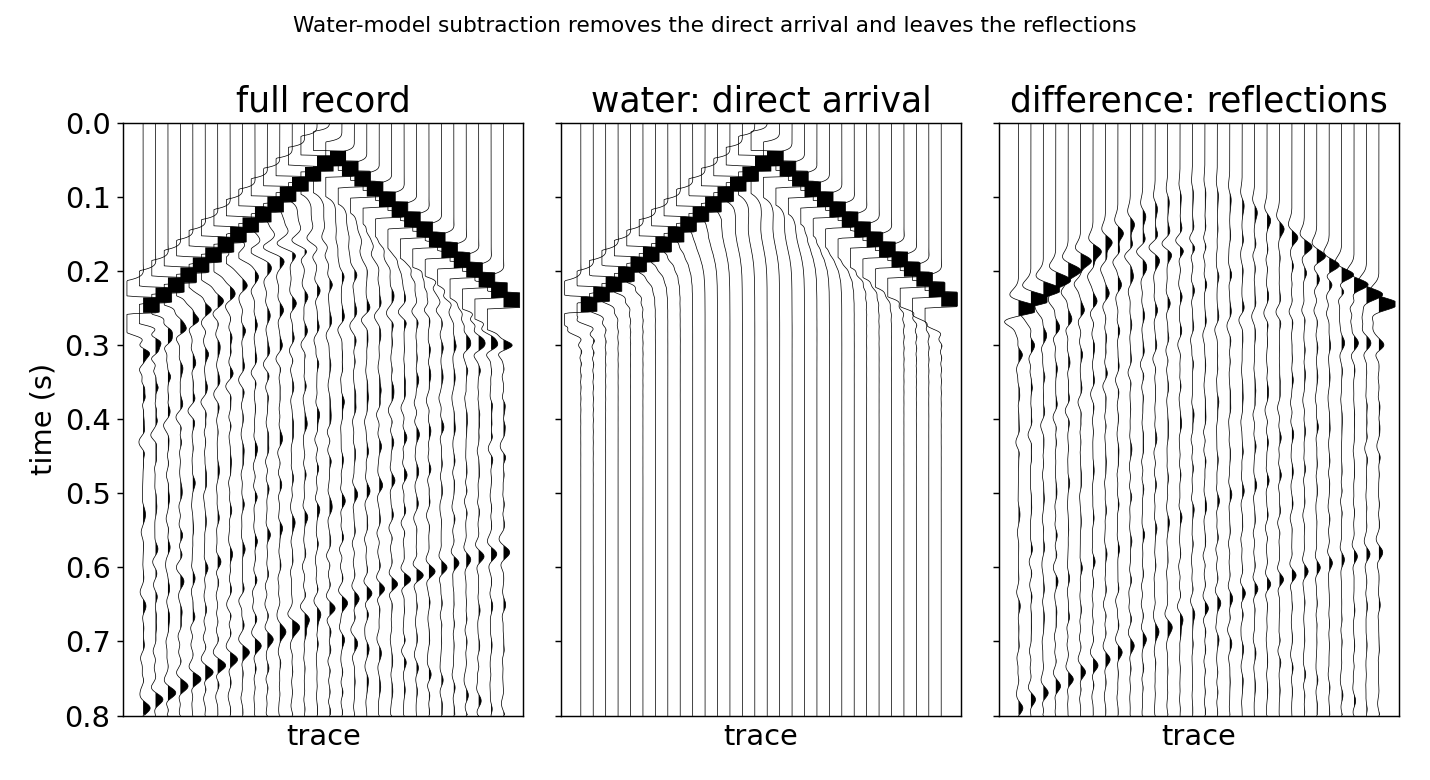 Water-model subtraction removes the direct arrival and leaves the reflections
full record
water: direct arrival
difference: reflections
time (s)
0.0
0.1
0.2
0.3
0.4
0.5
0.6
0.7
0.8
trace
trace
trace